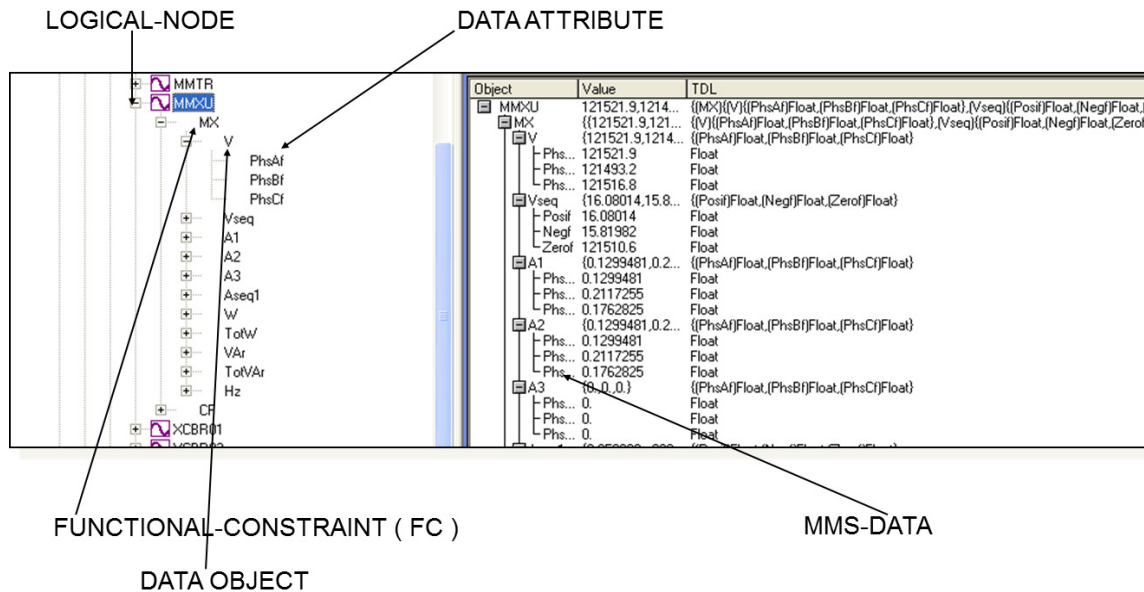 LOGICAL-NODE
DATA ATTRIBUTE
MMTR
MMXU
MX
V
PhsAf
PhsBf
PhsCf
Vseq
A1
A2
A3
Aseq1
W
TotW
VAr
TotVAr
Hz
CF
XCBR01
Object Value TDL
MMXU 121521.9,1214... {(MX){(V){(PhsAf)Float,(PhsBf)Float,(PhsCf)Float},(Vseq){(Posif)Float,(Negf)Float,
MX {{121521.9,121... {(V){(PhsAf)Float,(PhsBf)Float,(PhsCf)Float},(Vseq){(Posif)Float,(Negf)Float,(Zerof
V {121521.9,1214... {(PhsAf)Float,(PhsBf)Float,(PhsCf)Float}
Phs... 121521.9 Float
Phs... 121493.2 Float
Phs... 121516.8 Float
Vseq {16.08014,15.8... {(Posif)Float,(Negf)Float,(Zerof)Float}
Posif 16.08014 Float
Negf 15.81982 Float
Zerof 121510.6 Float
A1 {0.1299481,0.2... {(PhsAf)Float,(PhsBf)Float,(PhsCf)Float}
Phs... 0.1299481 Float
Phs... 0.2117255 Float
Phs... 0.1762825 Float
A2 {0.1299481,0.2... {(PhsAf)Float,(PhsBf)Float,(PhsCf)Float}
Phs... 0.1299481 Float
Phs... 0.2117255 Float
Phs... 0.1762825 Float
A3 {0.,0.,0.} {(PhsAf)Float,(PhsBf)Float,(PhsCf)Float}
Phs... 0. Float
Phs... 0. Float
Phs... 0. Float
FUNCTIONAL-CONSTRAINT ( FC )
MMS-DATA
DATA OBJECT